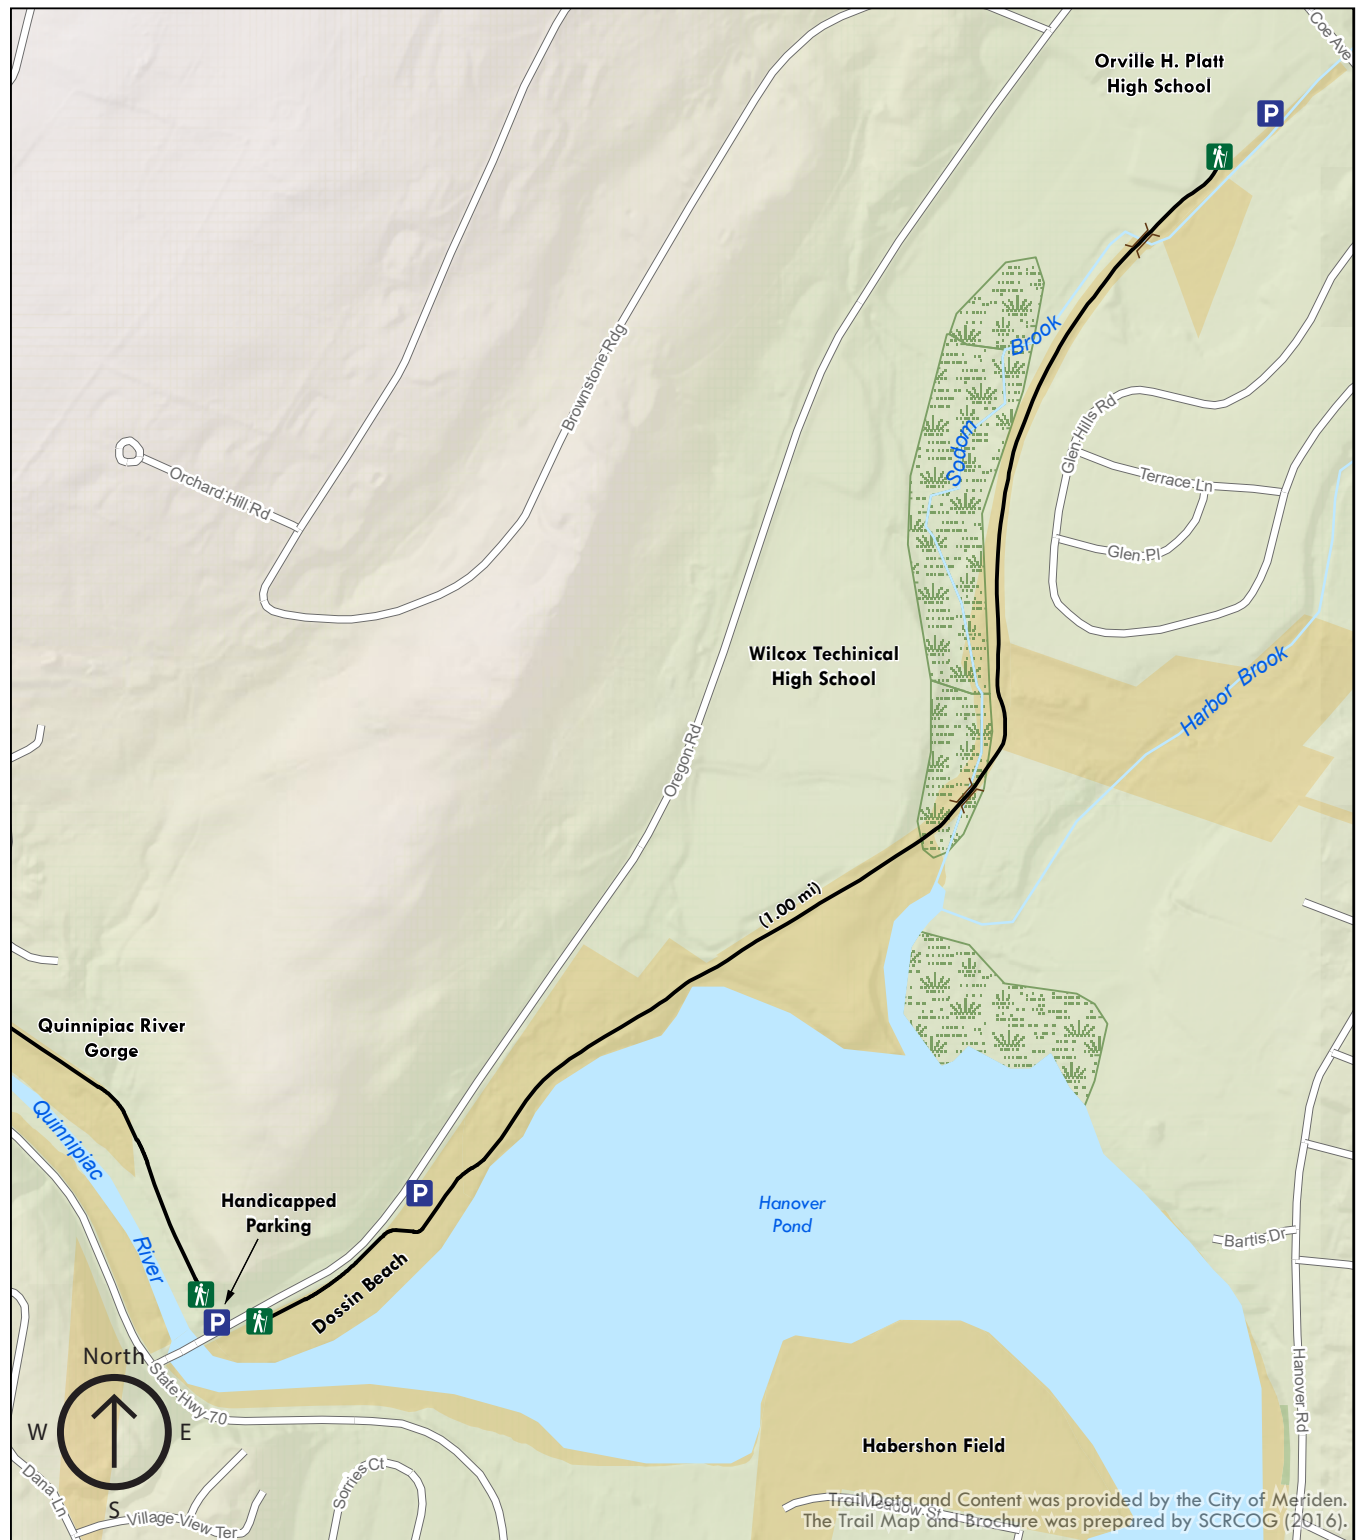 Coe Ave
Orville H. Platt
High School
P
Brook
Brownstone Rdg
Glen Hills Rd
Sodom
Terrace Ln
Orchard Hill Rd
Glen Pl
Wilcox Techinical
High School
Harbor Brook
Oregon Rd
(1.00 mi)
Quinnipiac River
Gorge
Quinnipiac
River
Handicapped
Parking
P
Hanover
Pond
Bartis Dr
Dossin Beach
P
North
W
E
S
State Hwy 70
Hanover Rd
Habershon Field
Dana Ln
Sorries Ct
Village View Ter
Meadow St
Trail Data and Content was provided by the City of Meriden.
The Trail Map and Brochure was prepared by SCRCOG (2016).